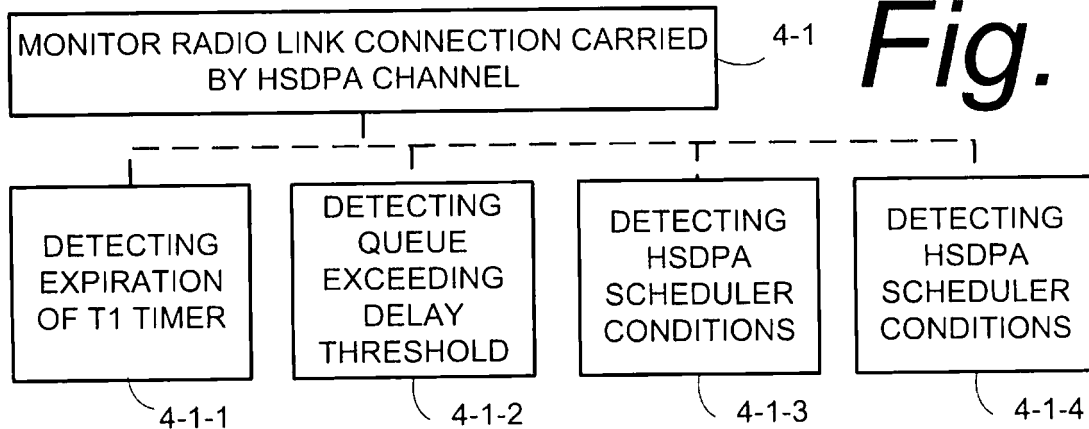 MONITOR RADIO LINK CONNECTION CARRIED
BY HSDPA CHANNEL
4-1
Fig.
DETECTING
EXPIRATION
OF T1 TIMER
4-1-1
DETECTING
QUEUE
EXCEEDING
DELAY
THRESHOLD
4-1-2
DETECTING
HSDPA
SCHEDULER
CONDITIONS
4-1-3
DETECTING
HSDPA
SCHEDULER
CONDITIONS
4-1-4